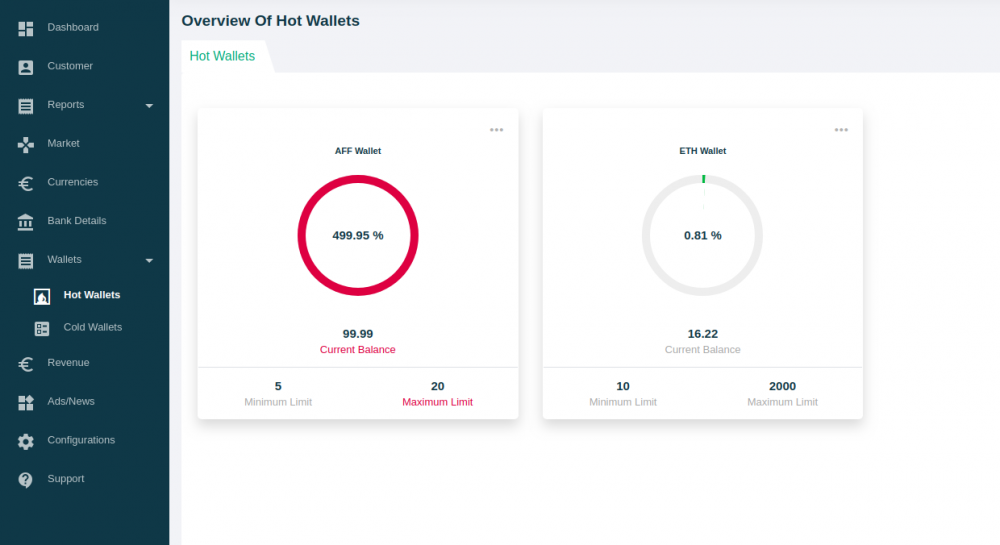 Dashboard
Customer
Reports
Market
Currencies
Bank Details
Wallets
Hot Wallets
Cold Wallets
Revenue
Ads/News
Configurations
Support
Overview Of Hot Wallets
Hot Wallets
AFF Wallet
499.95 %
99.99
Current Balance
5
Minimum Limit
20
Maximum Limit
ETH Wallet
0.81 %
16.22
Current Balance
10
Minimum Limit
2000
Maximum Limit